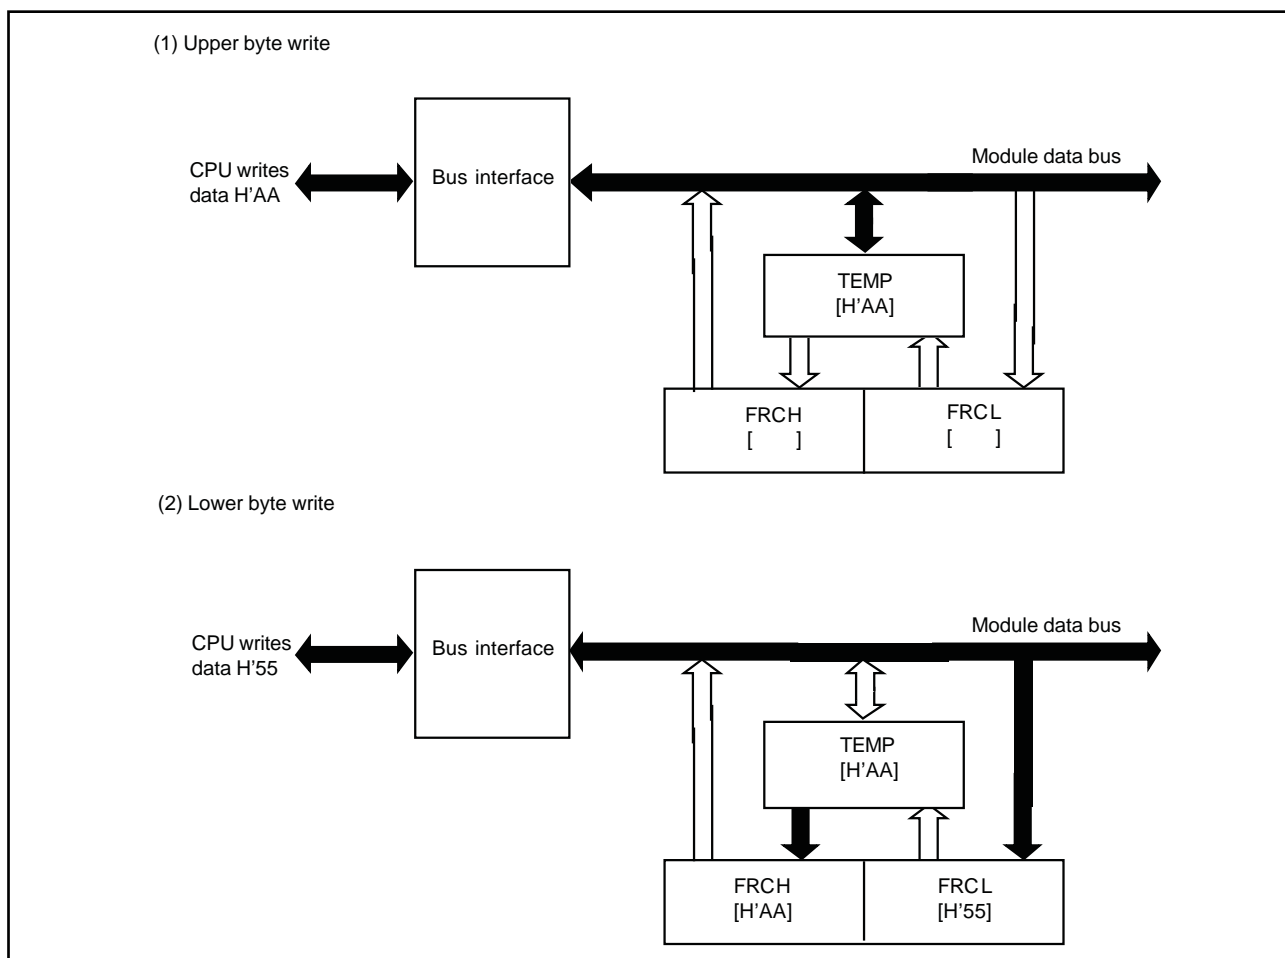 (1) Upper byte write
CPU writes
data H’AA
Bus interface
Module data bus
TEMP
[H’AA]
FRCH
[ ]
FRCL
[ ]
(2) Lower byte write
CPU writes
data H’55
Bus interface
Module data bus
TEMP
[H’AA]
FRCH
[H’AA]
FRCL
[H’55]